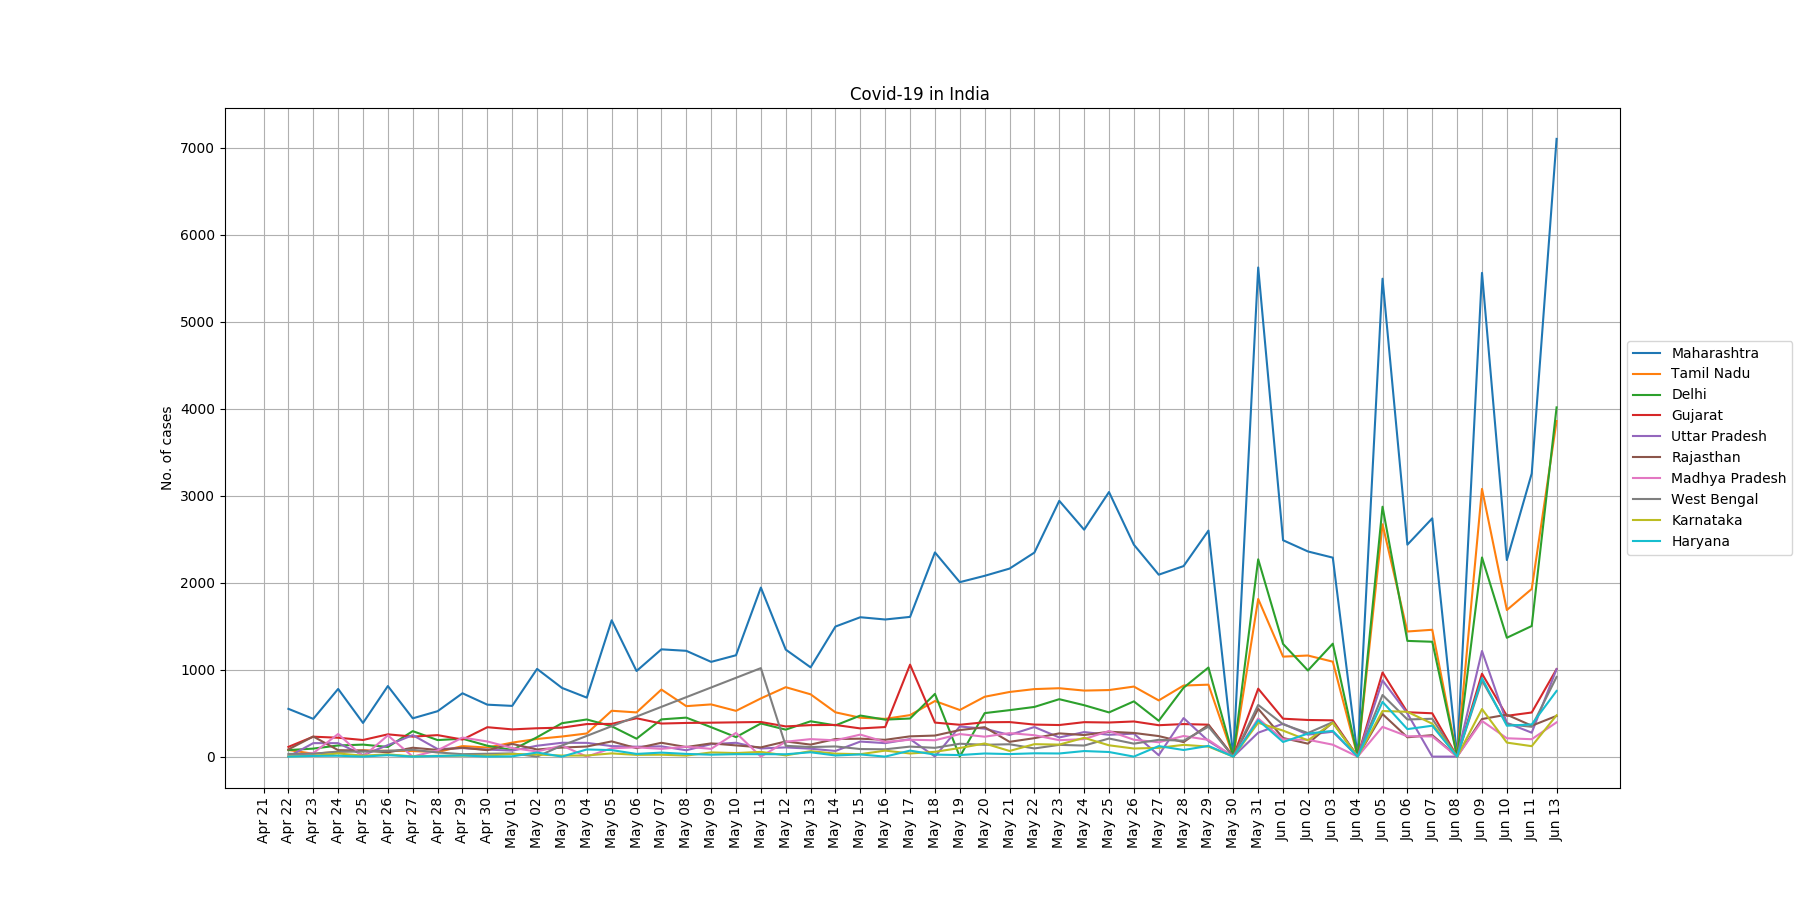 Covid-19 in India
7000
6000
5000
4000
3000
2000
1000
0
No. of cases
Apr 21
Apr 22
Apr 23
Apr 24
Apr 25
Apr 26
Apr 27
Apr 28
Apr 29
Apr 30
May 01
May 02
May 03
May 04
May 05
May 06
May 07
May 08
May 09
May 10
May 11
May 12
May 13
May 14
May 15
May 16
May 17
May 18
May 19
May 20
May 21
May 22
May 23
May 24
May 25
May 26
May 27
May 28
May 29
May 30
May 31
Jun 01
Jun 02
Jun 03
Jun 04
Jun 05
Jun 06
Jun 07
Jun 08
Jun 09
Jun 10
Jun 11
Jun 13
Maharashtra
Tamil Nadu
Delhi
Gujarat
Uttar Pradesh
Rajasthan
Madhya Pradesh
West Bengal
Karnataka
Haryana